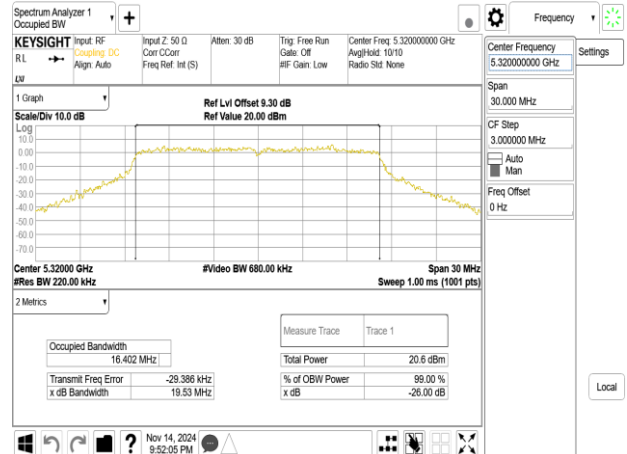 Spectrum Analyzer 1
Occupied BW
Frequency
KEYSIGHT
RL
Input: RF
Coupling: DC
Align: Auto
Input Z: 50 Ω
Corr CCorr
Freq Ref: Int (S)
Atten: 30 dB
Trig: Free Run
Gate: Off
#IF Gain: Low
Center Freq: 5.320000000 GHz
Avg|Hold: 10/10
Radio Std: None
LXI
1 Graph
Scale/Div 10.0 dB
Ref Lvl Offset 9.30 dB
Ref Value 20.00 dBm
Log
10.0
0.00
-10.0
-20.0
-30.0
-40.0
-50.0
-60.0
-70.0
Center 5.32000 GHz
#Res BW 220.00 kHz
#Video BW 680.00 kHz
Span 30 MHz
Sweep 1.00 ms (1001 pts)
2 Metrics
Measure Trace Trace 1
Occupied Bandwidth
16.402 MHz
Total Power 20.6 dBm
Transmit Freq Error -29.386 kHz
% of OBW Power 99.00 %
x dB Bandwidth 19.53 MHz
x dB -26.00 dB
Center Frequency
5.320000000 GHz
Settings
Span
30.000 MHz
CF Step
3.000000 MHz
Auto
Man
Freq Offset
0 Hz
Local
Nov 14, 2024
9:52:05 PM